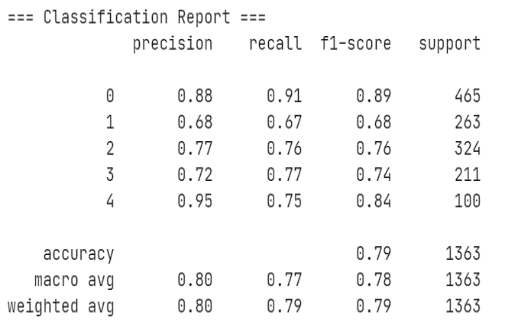 === Classification Report ===
precision recall f1-score support
0 0.88 0.91 0.89 465
1 0.68 0.67 0.68 263
2 0.77 0.76 0.76 324
3 0.72 0.77 0.74 211
4 0.95 0.75 0.84 100
accuracy 0.79 1363
macro avg 0.80 0.77 0.78 1363
weighted avg 0.80 0.79 0.79 1363